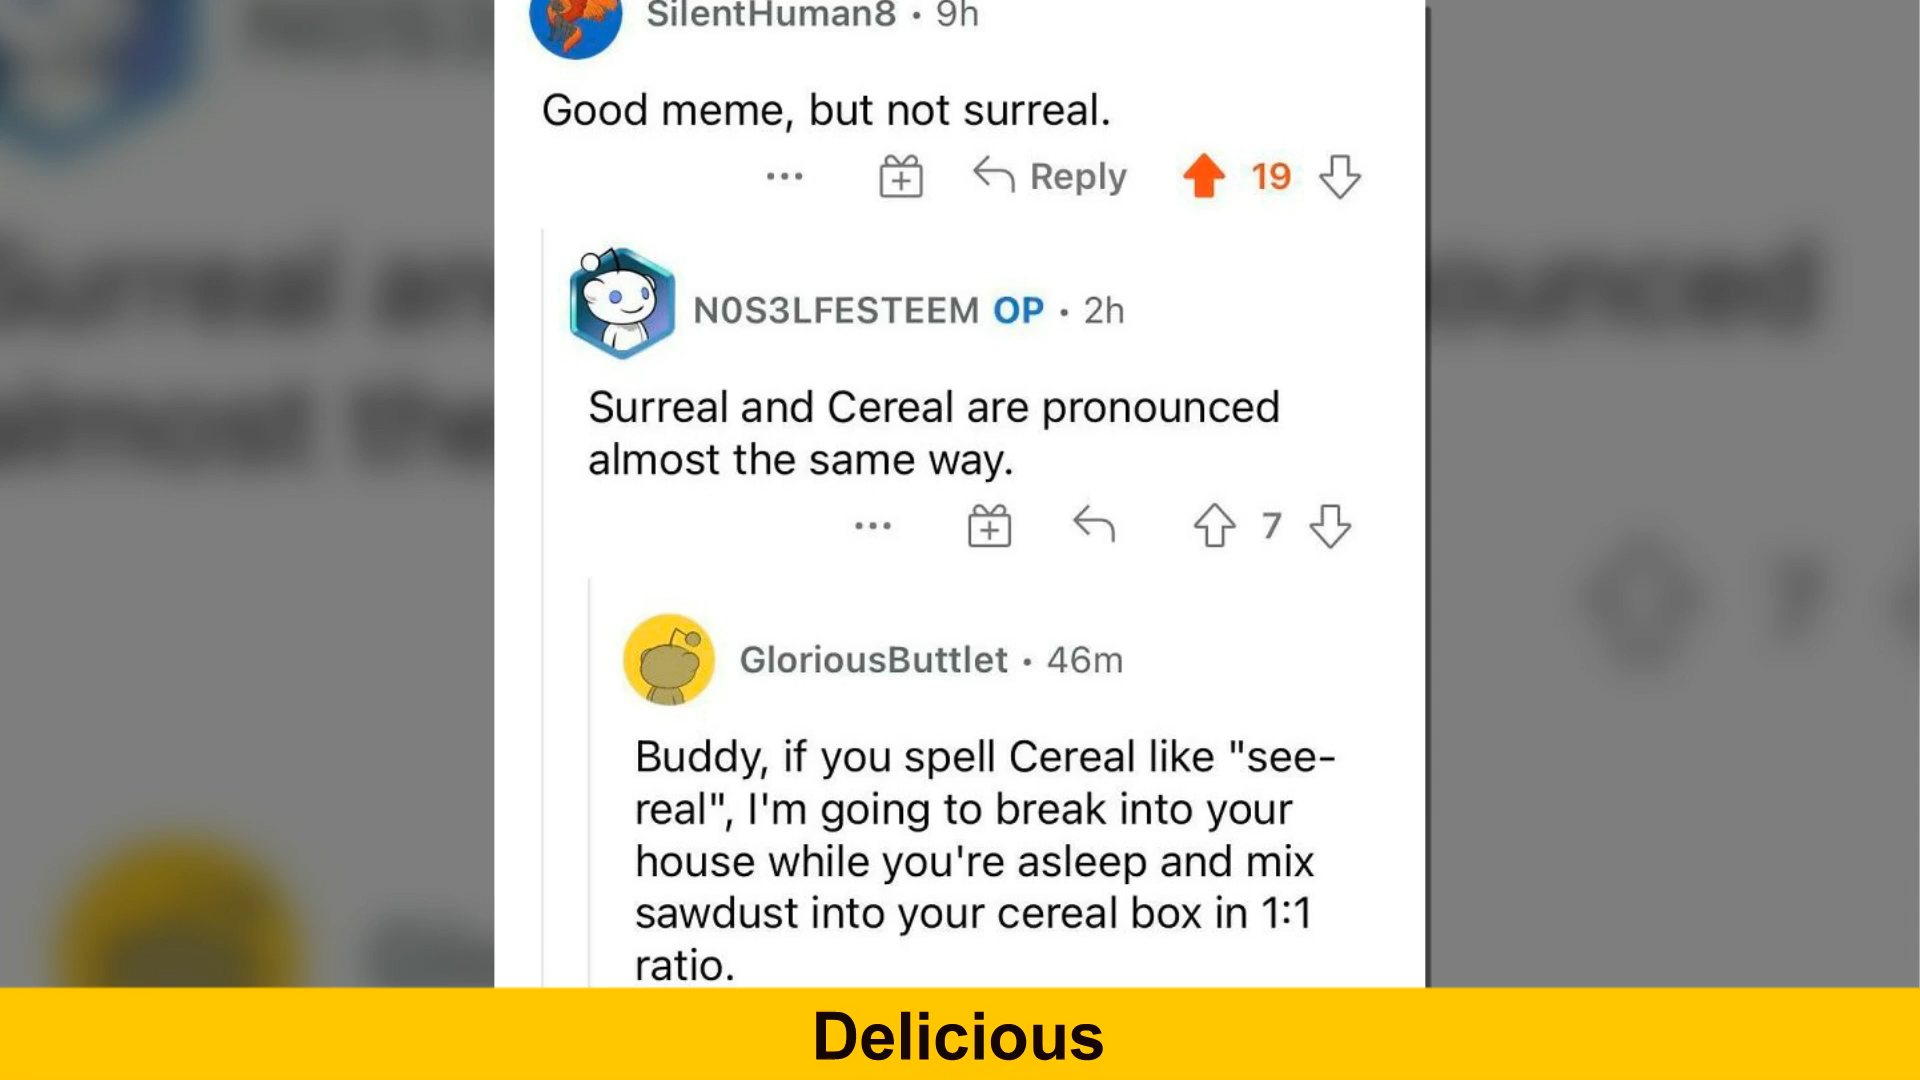 SilentHuman8 · 9h
Good meme, but not surreal.
Reply 19
N0S3LFESTEEM OP · 2h
Surreal and Cereal are pronounced
almost the same way.
7
GloriousButtlet · 46m
Buddy, if you spell Cereal like "see-
real", I'm going to break into your
house while you're asleep and mix
sawdust into your cereal box in 1:1
ratio.
Delicious